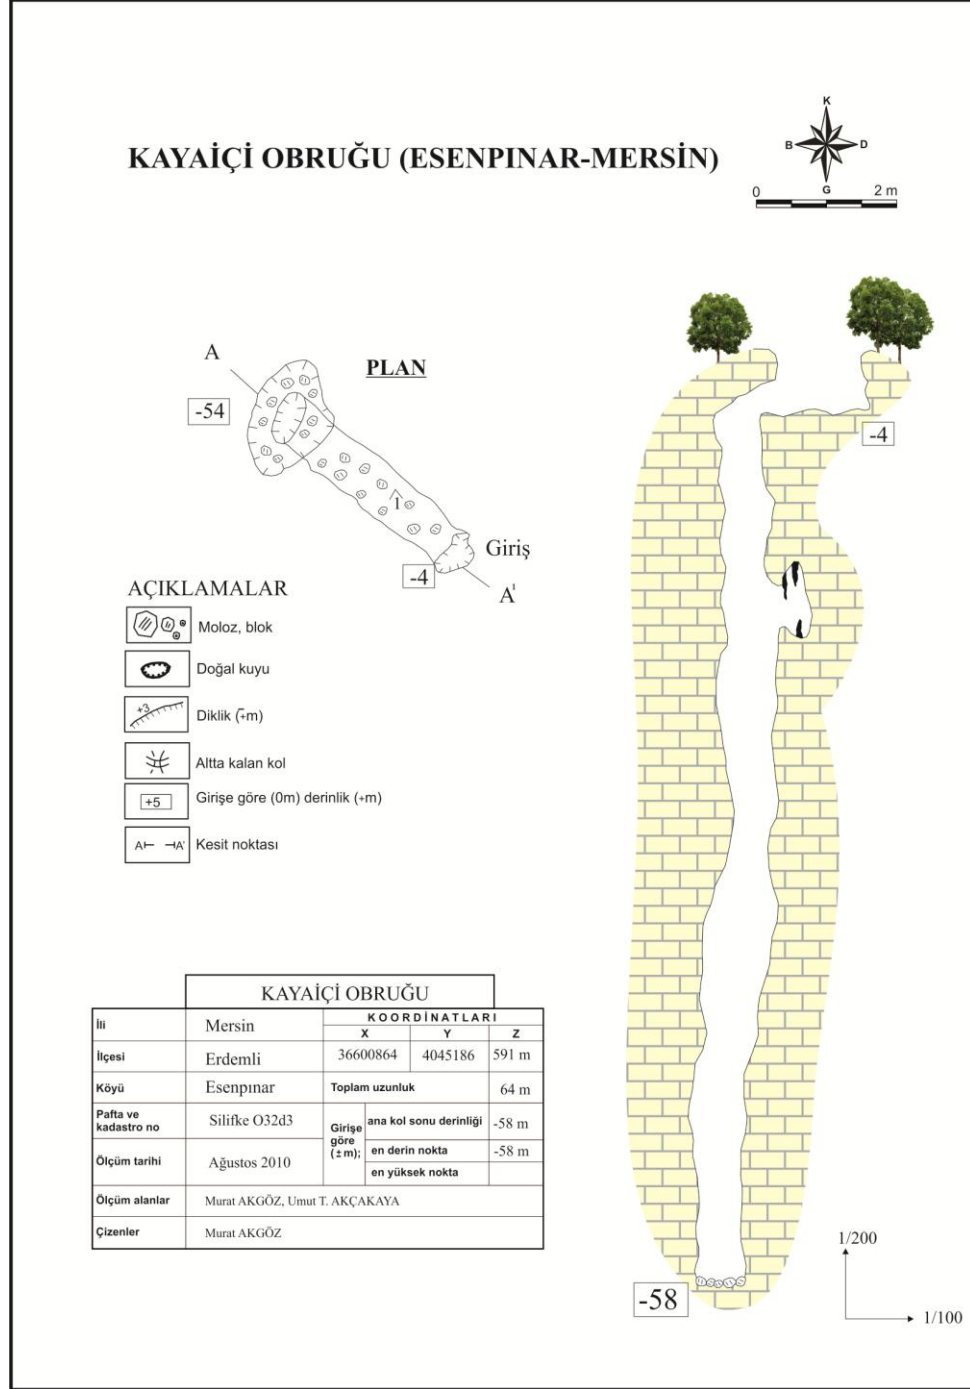 KAYAİÇİ OBRUĞU (ESENPINAR-MERSİN)
K
B D
G
0 2 m
A
PLAN
-54
-4
1
Giriş
-4
A'
AÇIKLAMALAR
Moloz, blok
Doğal kuyu
+3 Diklik (∓m)
Altta kalan kol
+5 Girişe göre (0m) derinlik (+m)
A A' Kesit noktası
KAYAİÇİ OBRUĞU
İli Mersin KOORDİNATLARI
X Y Z
İlçesi Erdemli 36600864 4045186 591 m
Köyü Esenpınar Toplam uzunluk 64 m
Pafta ve kadastro no Silifke O32d3 Girişe göre (±m); ana kol sonu derinliği -58 m
Ölçüm tarihi Ağustos 2010 en derin nokta -58 m
en yüksek nokta
Ölçüm alanlar Murat AKGÖZ, Umut T. AKÇAKAYA
Çizenler Murat AKGÖZ
-58
1/200
1/100